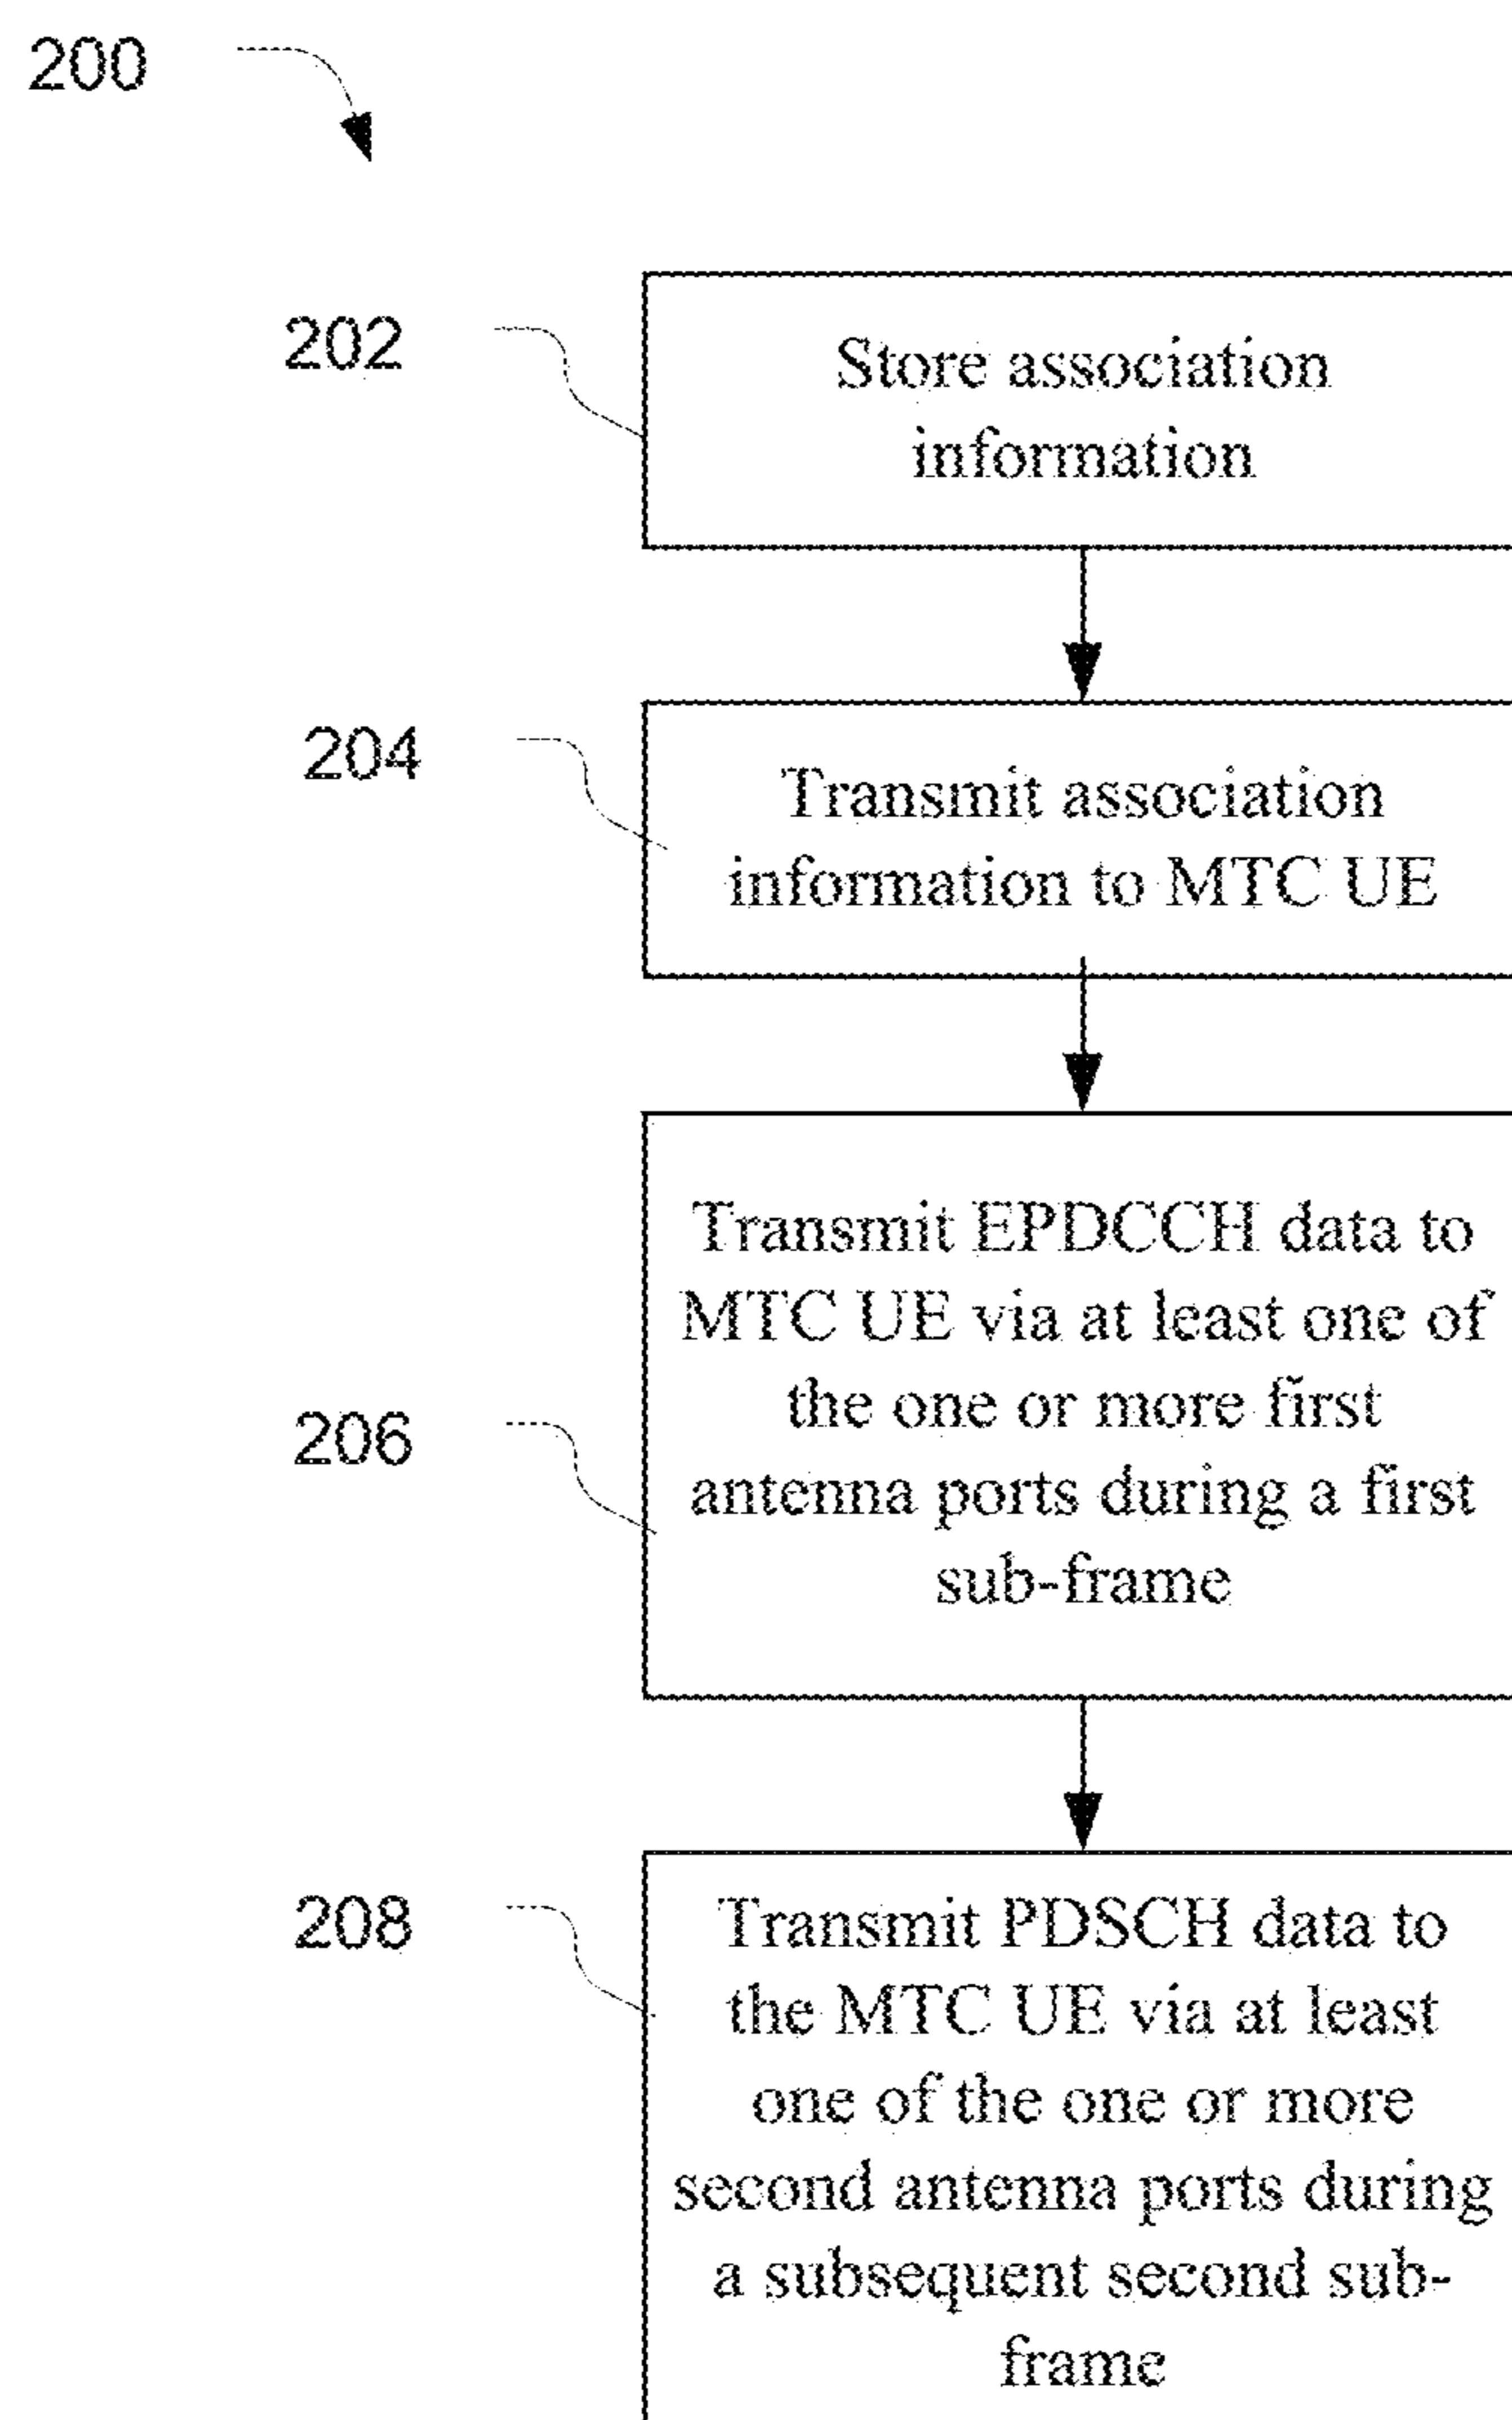 200
202
Store association
information
204
Transmit association
information to MTC UE
Transmit EPDCCH data to
MTC UE via at least one of
the one or more first
206
antenna ports during a first
sub-frame
208
Transmit PDSCH data to
the MTC UE via at least
one of the one or more
second antenna ports during
a subsequent second sub-
frame